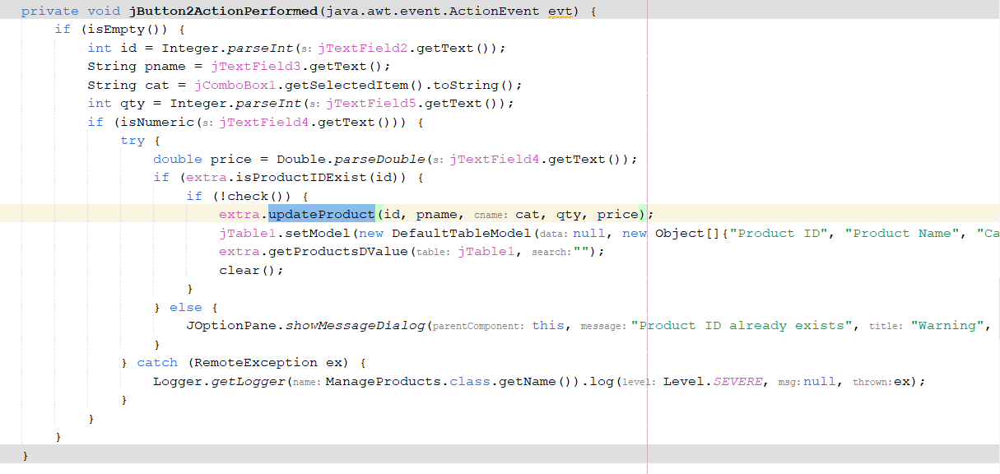 private void jButton2ActionPerformed(java.awt.event.ActionEvent evt) {
if (isEmpty()) {
int id = Integer.parseInt(s: jTextField2.getText());
String pname = jTextField3.getText();
String cat = jComboBox1.getSelectedItem().toString();
int qty = Integer.parseInt(s: jTextField5.getText());
if (isNumeric(s: jTextField4.getText())) {
try {
double price = Double.parseDouble(s: jTextField4.getText());
if (extra.isProductIDExist(id)) {
if (!check()) {
extra.updateProduct(id, pname, cname: cat, qty, price);
jTable1.setModel(new DefaultTableModel(data: null, new Object[]{"Product ID", "Product Name", "Ca
extra.getProductsDValue(table: jTable1, search: "");
clear();
}
} else {
JOptionPane.showMessageDialog(parentComponent: this, message: "Product ID already exists", title: "Warning",
}
} catch (RemoteException ex) {
Logger.getLogger(name: ManageProducts.class.getName()).log(level: Level.SEVERE, msg: null, thrown: ex);
}
}
}
}